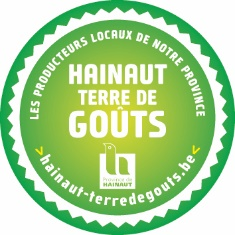 LES PRODUCTEURS LOCAUX DE NOTRE PROVINCE
HAINAUT
TERRE DE
GOÛTS
Province de
HAINAUT
>hainaut-terredegouts.be<